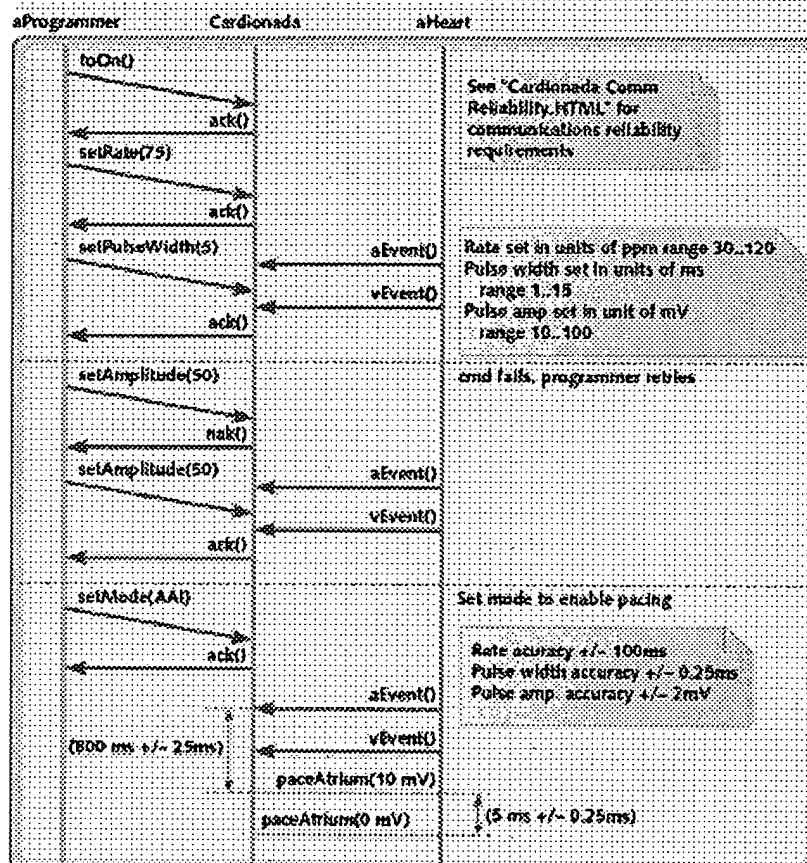 aProgrammer Cardionada aHeart
toOn()
See "Cardionada Comm
Reliability.HTML" for
communications reliability
requirements
ack()
setRate(75)
ack()
setPulseWidth(5)
aEvent()
Rate set in units of ppm range 30..120
Pulse width set in units of ms
range 1..15
Pulse amp set in unit of mV
range 10..100
vEvent()
ack()
setAmplitude(50)
cmd fails, programmer retries
nak()
setAmplitude(50)
aEvent()
vEvent()
ack()
setMode(AAI)
Set mode to enable pacing
ack()
Rate acuracy +/- 100ms
Pulse width accuracy +/- 0.25ms
Pulse amp. accuracy +/- 2mV
aEvent()
(800 ms +/- 25ms)
vEvent()
paceAtrium(10 mV)
paceAtrium(0 mV)
(5 ms +/- 0.25ms)